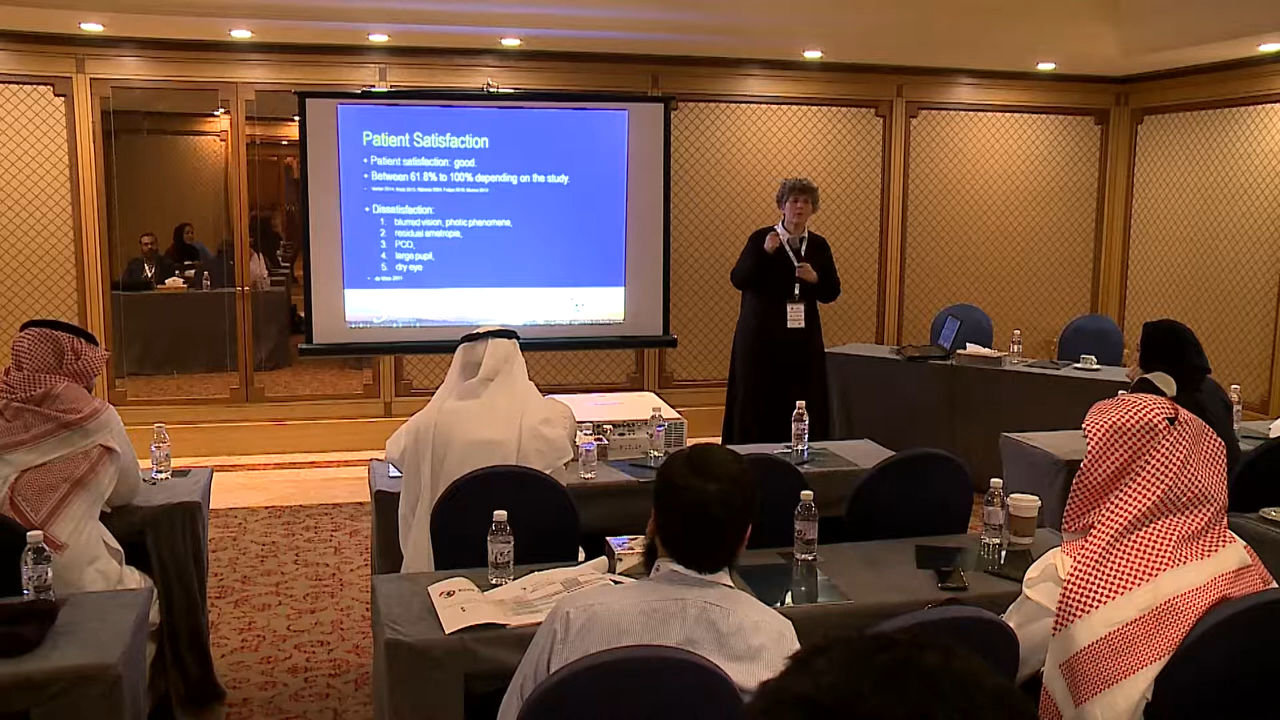 Patient Satisfaction
• Patient satisfaction: good.
• Between 61.8% to 100% depending on the study.
• Dissatisfaction:
1. blurred vision, photic phenomena,
2. residual ametropia,
3. PCO,
4. large pupil,
5. dry eye